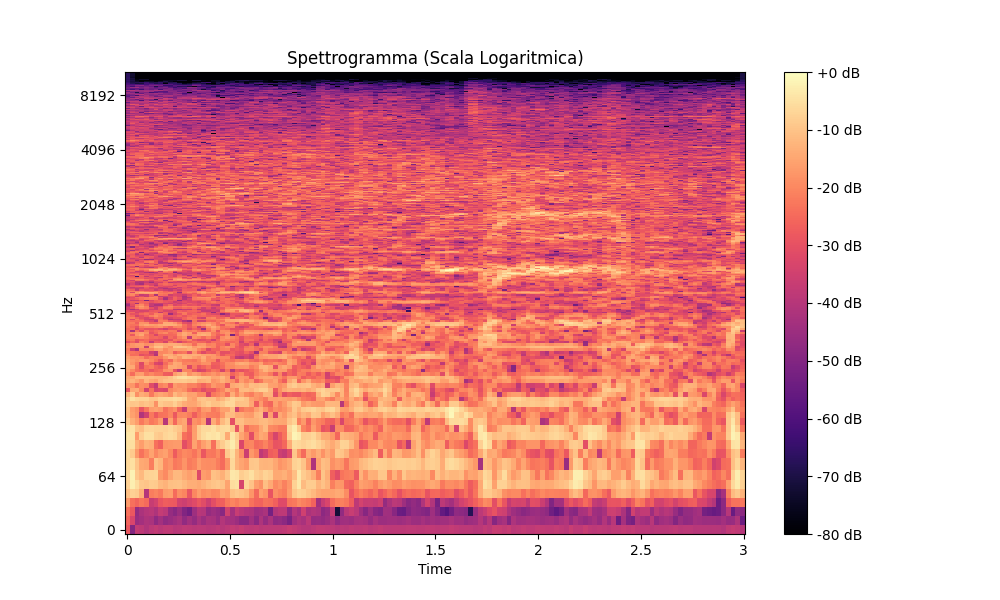 Spettrogramma (Scala Logaritmica)
Hz
8192
4096
2048
1024
512
256
128
64
0
0
0.5
1
1.5
2
2.5
3
Time
+0 dB
-10 dB
-20 dB
-30 dB
-40 dB
-50 dB
-60 dB
-70 dB
-80 dB